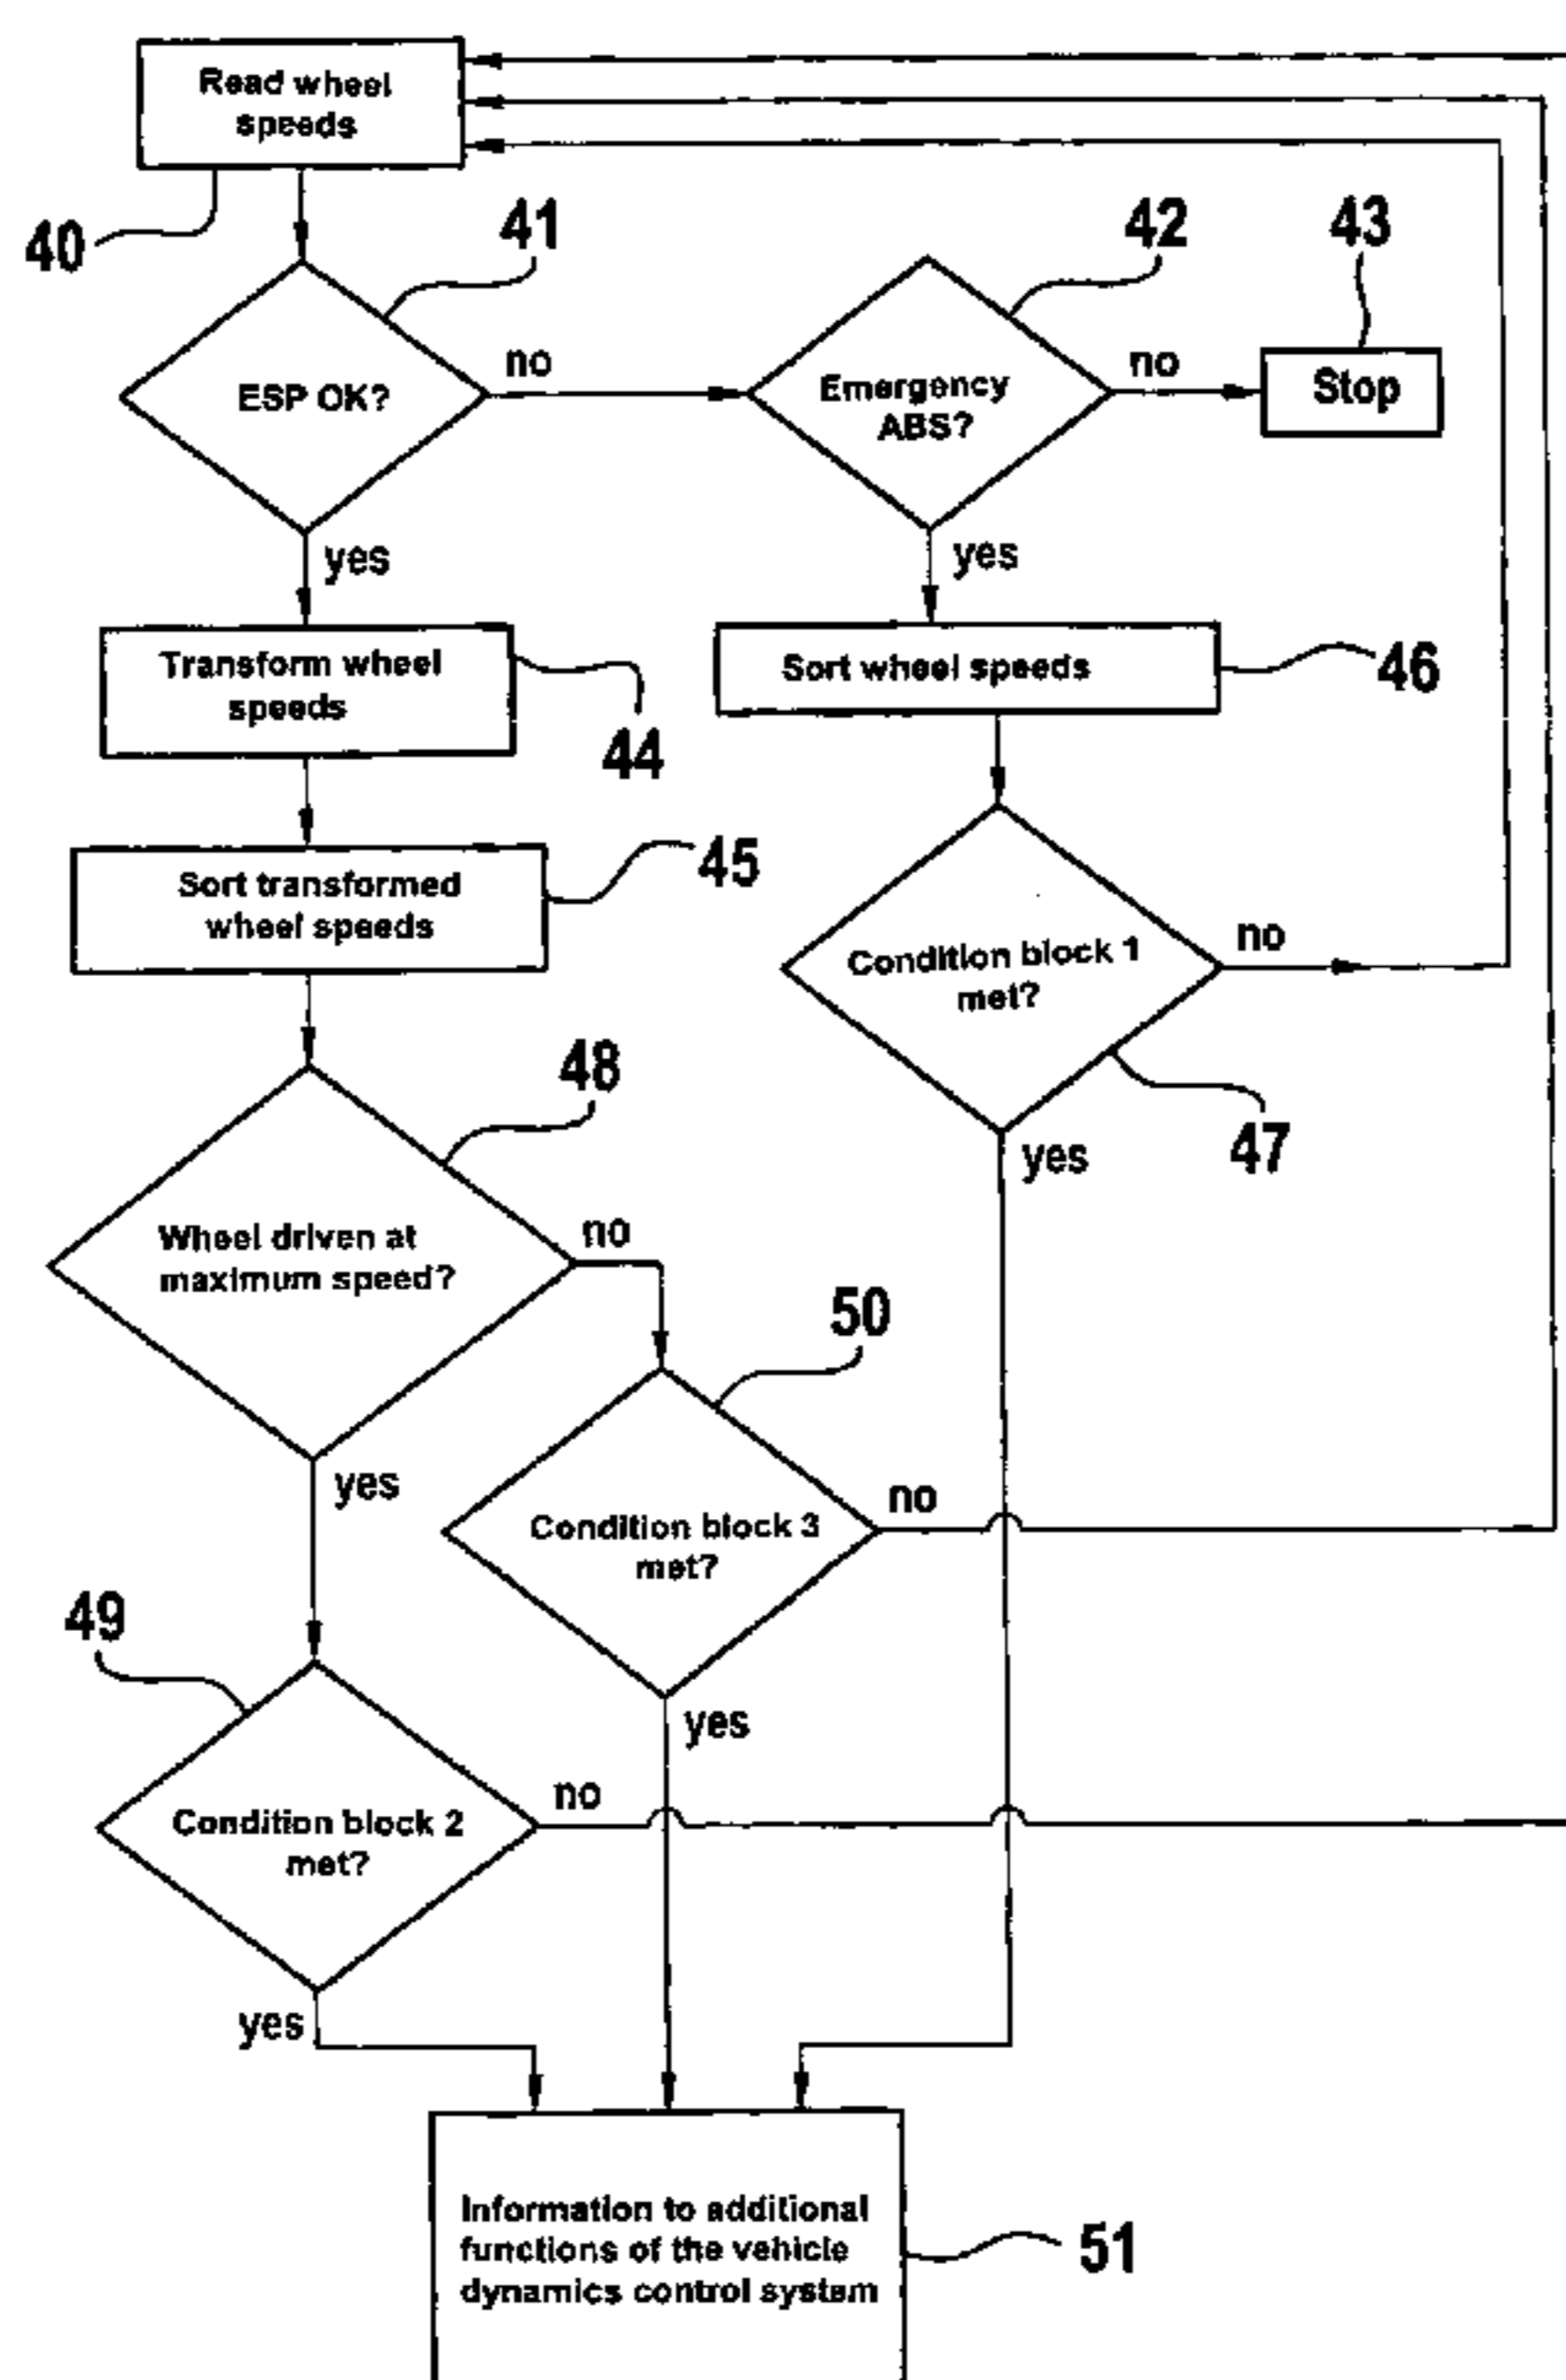 Read wheel
speeds
40
41
42
43
ESP OK?
no
Emergency
ABS?
no
Stop
yes
yes
Transform wheel
speeds
44
Sort wheel speeds
46
Sort transformed
wheel speeds
45
Condition block 1
met?
no
47
yes
48
Wheel driven at
maximum speed?
no
yes
50
Condition block 3
met?
no
yes
49
Condition block 2
met?
no
yes
Information to additional
functions of the vehicle
dynamics control system
51